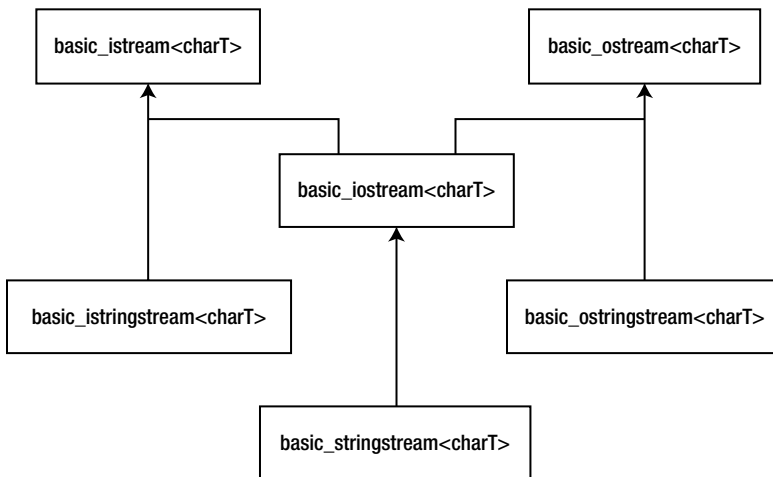 basic_istream<charT>
basic_ostream<charT>
basic_iostream<charT>
basic_istringstream<charT>
basic_ostringstream<charT>
basic_stringstream<charT>